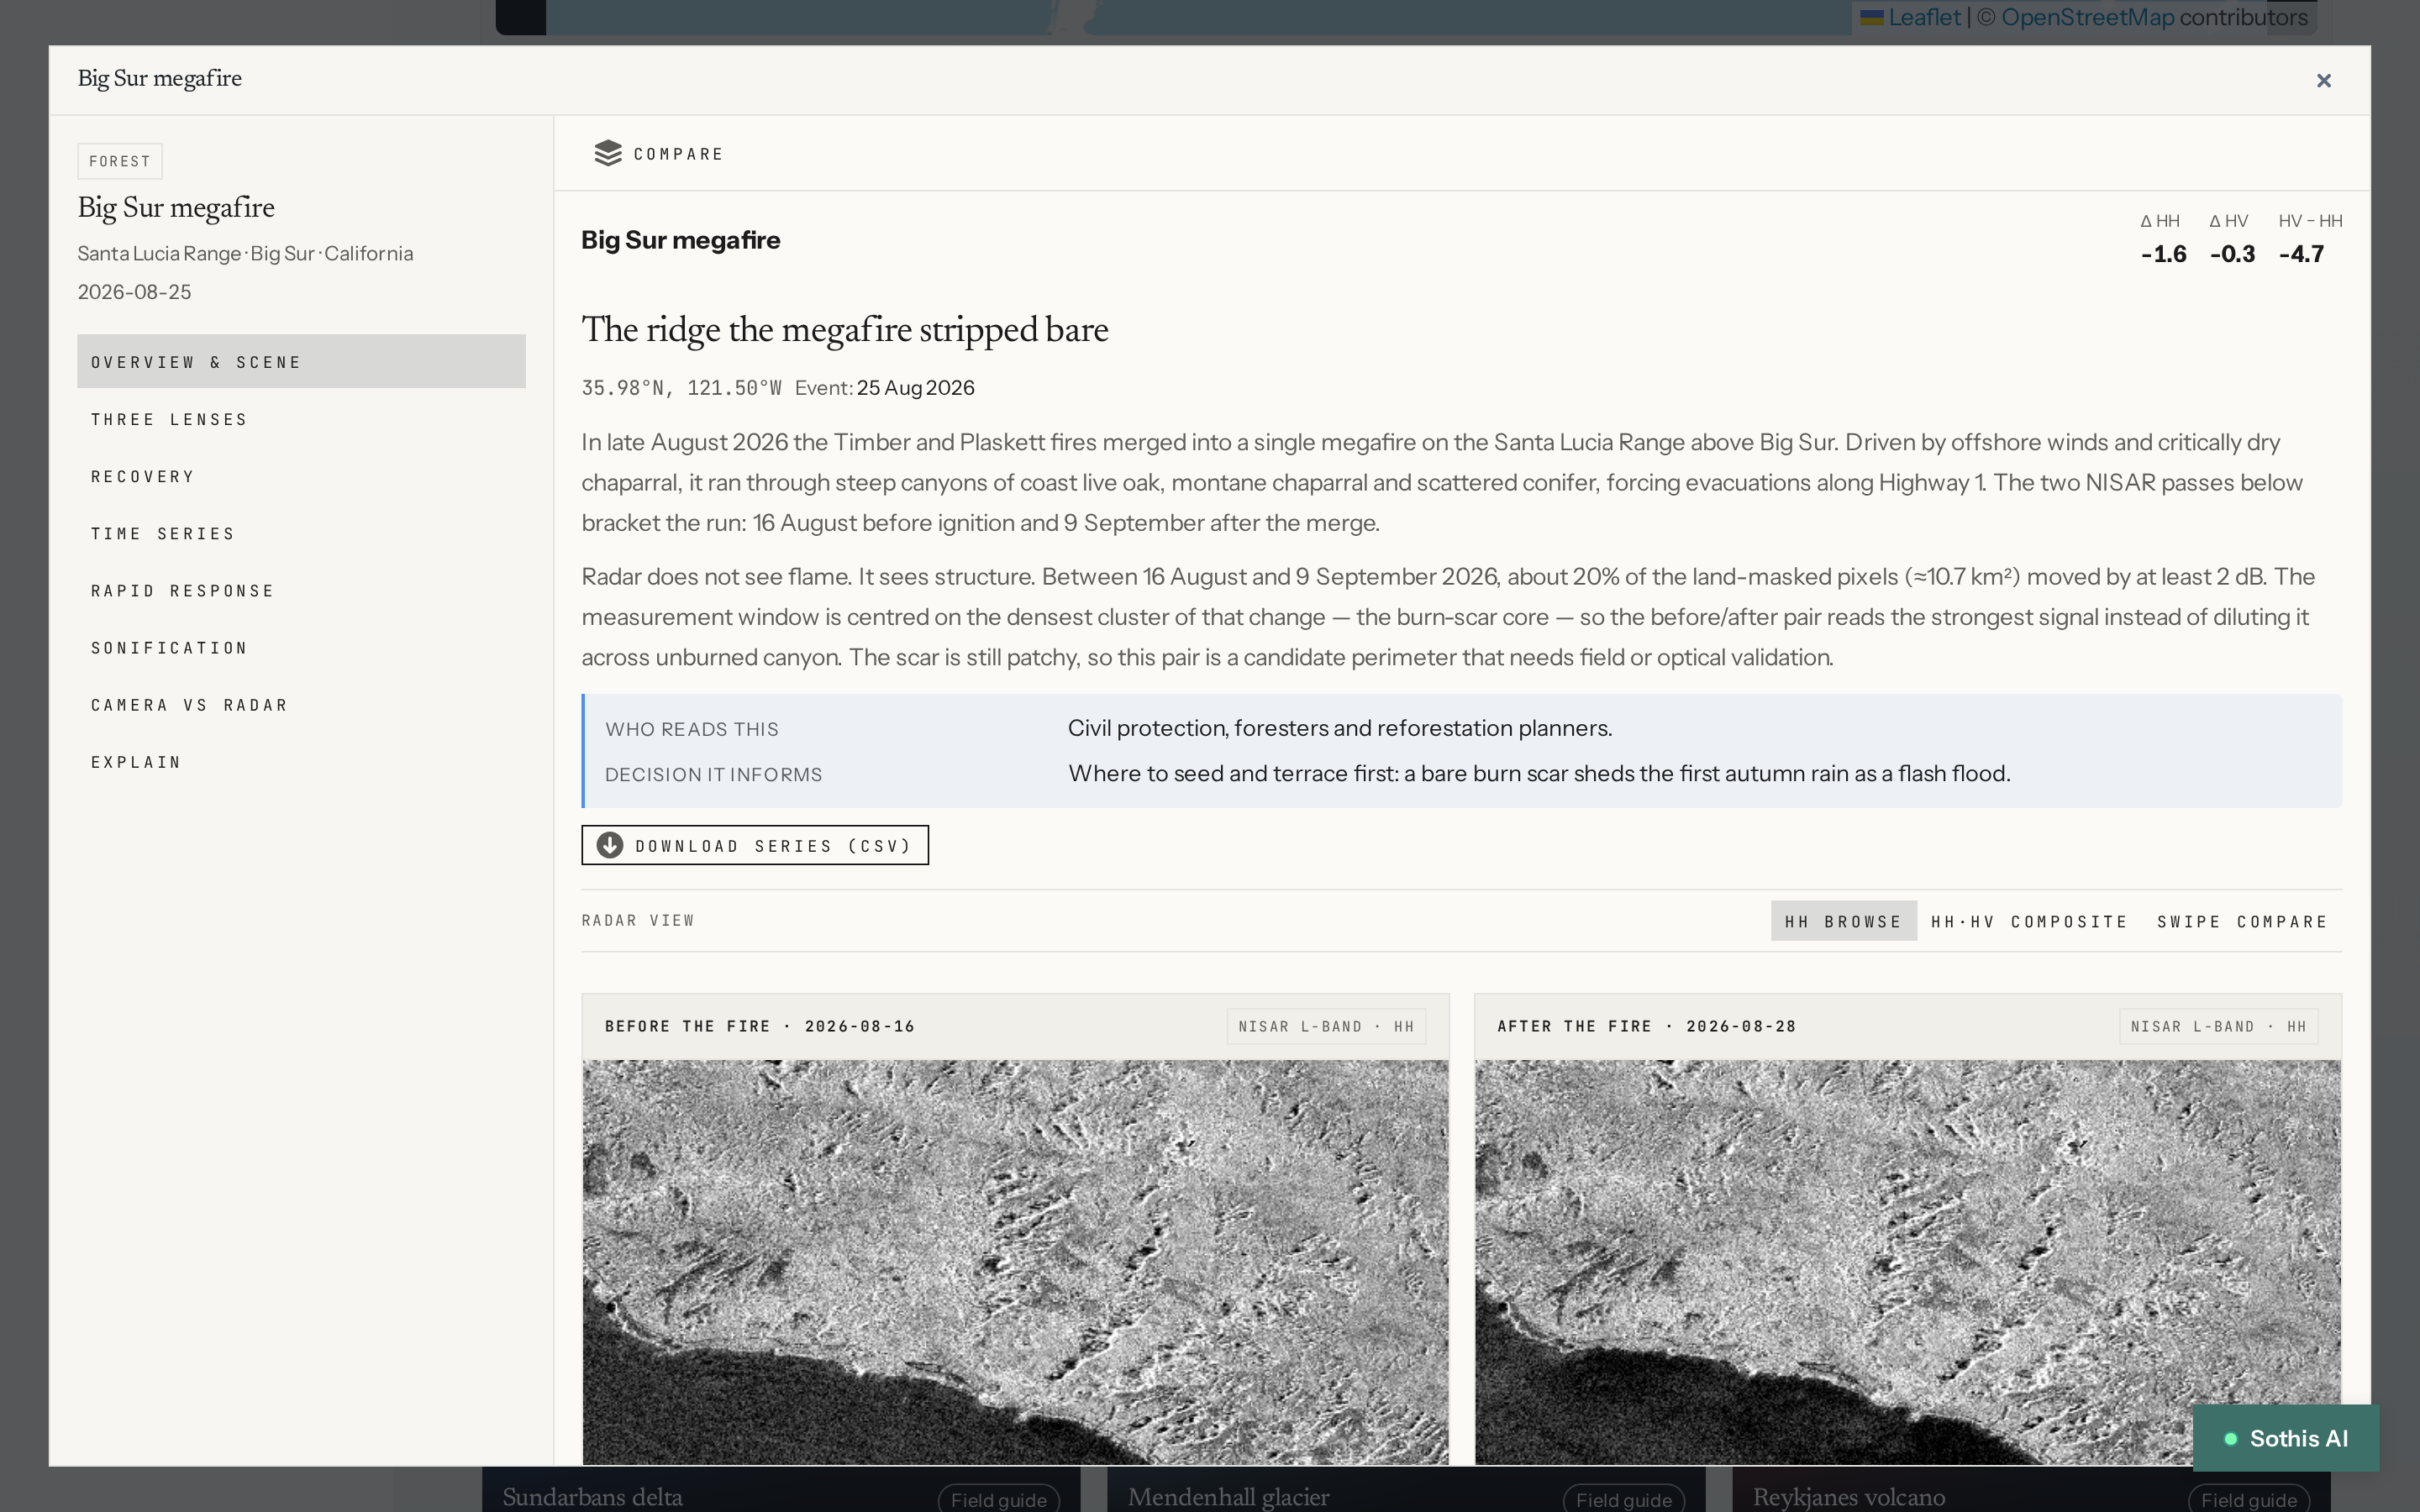 Leaflet | © OpenStreetMap contributors
Big Sur megafire
×
FOREST
Big Sur megafire
Santa Lucia Range · Big Sur · California
2026-08-25
OVERVIEW & SCENE
THREE LENSES
RECOVERY
TIME SERIES
RAPID RESPONSE
SONIFICATION
CAMERA VS RADAR
EXPLAIN
COMPARE
Big Sur megafire
Δ HH Δ HV HV − HH
-1.6 -0.3 -4.7
The ridge the megafire stripped bare
35.98°N, 121.50°W Event: 25 Aug 2026
In late August 2026 the Timber and Plaskett fires merged into a single megafire on the Santa Lucia Range above Big Sur. Driven by offshore winds and critically dry
chaparral, it ran through steep canyons of coast live oak, montane chaparral and scattered conifer, forcing evacuations along Highway 1. The two NISAR passes below
bracket the run: 16 August before ignition and 9 September after the merge.
Radar does not see flame. It sees structure. Between 16 August and 9 September 2026, about 20% of the land-masked pixels (≈10.7 km²) moved by at least 2 dB. The
measurement window is centred on the densest cluster of that change — the burn-scar core — so the before/after pair reads the strongest signal instead of diluting it
across unburned canyon. The scar is still patchy, so this pair is a candidate perimeter that needs field or optical validation.
WHO READS THIS Civil protection, foresters and reforestation planners.
DECISION IT INFORMS Where to seed and terrace first: a bare burn scar sheds the first autumn rain as a flash flood.
DOWNLOAD SERIES (CSV)
RADAR VIEW HH BROWSE HH·HV COMPOSITE SWIPE COMPARE
BEFORE THE FIRE · 2026-08-16 NISAR L-BAND · HH
AFTER THE FIRE · 2026-08-28 NISAR L-BAND · HH
Sothis AI
Sundarbans delta Field guide
Mendenhall glacier Field guide
Reykjanes volcano Field guide